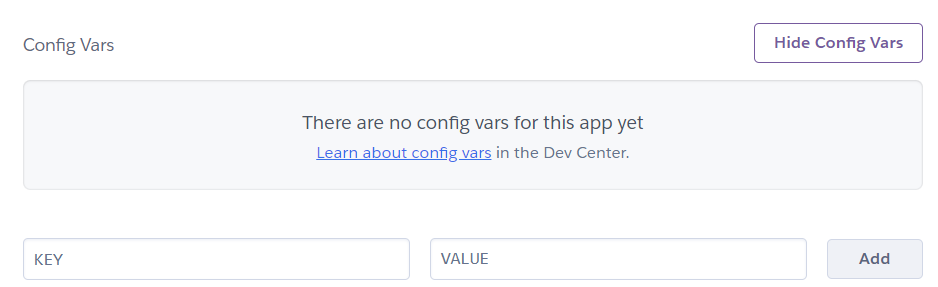 Config Vars
Hide Config Vars
There are no config vars for this app yet
Learn about config vars in the Dev Center.
KEY
VALUE
Add